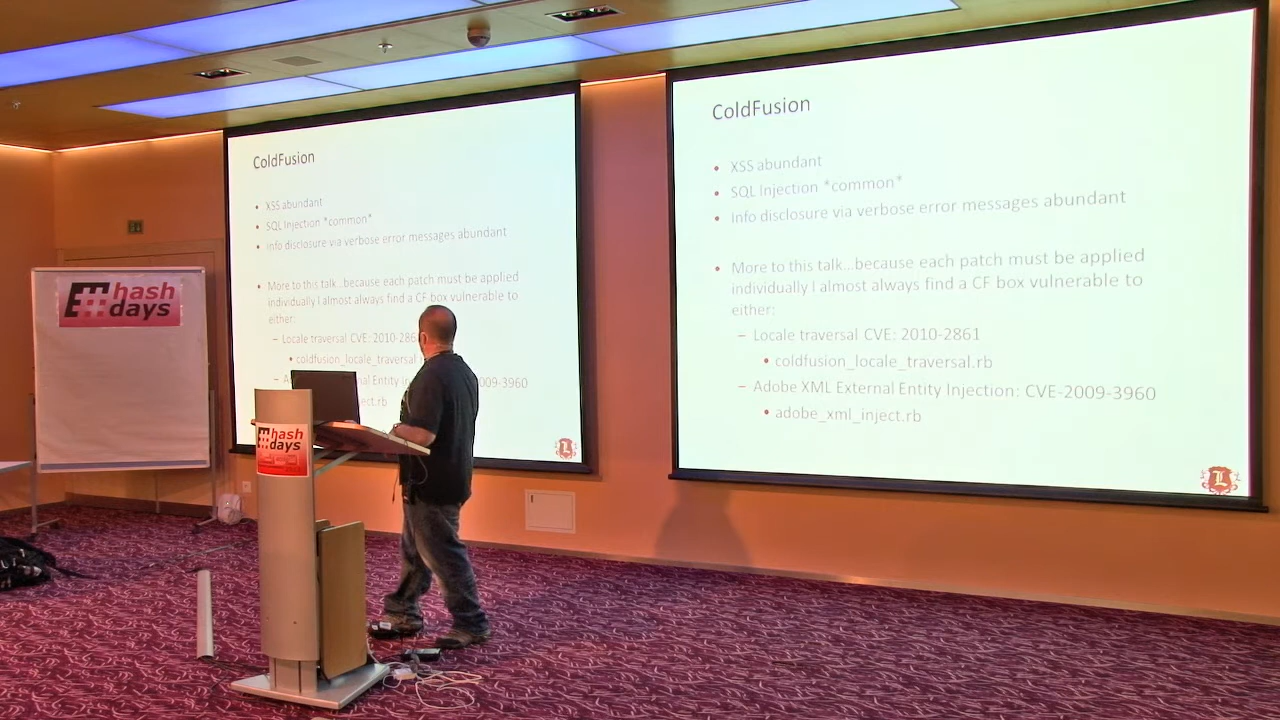 hash
days
hash
days
ColdFusion
XSS abundant
SQL Injection *common*
Info disclosure via verbose error messages abundant
More to this talk...because each patch must be applied
individually I almost always find a CF box vulnerable to
either:
– Locale traversal CVE: 2010-286
coldfusion_locale_traversal
– A
Entity in
009-3960
ect.rb
L
ColdFusion
XSS abundant
SQL Injection *common*
Info disclosure via verbose error messages abundant
More to this talk...because each patch must be applied
individually I almost always find a CF box vulnerable to
either:
– Locale traversal CVE: 2010-2861
coldfusion_locale_traversal.rb
– Adobe XML External Entity Injection: CVE-2009-3960
adobe_xml_inject.rb
L